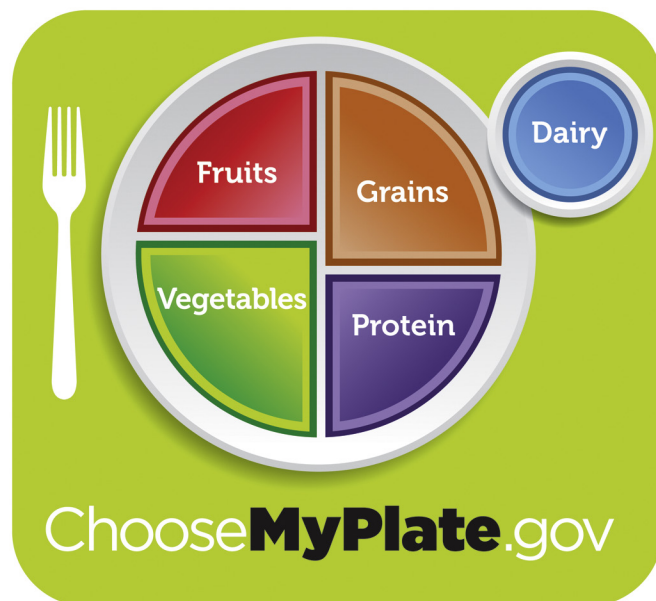 Fruits
Grains
Dairy
Vegetables
Protein
ChooseMyPlate.gov